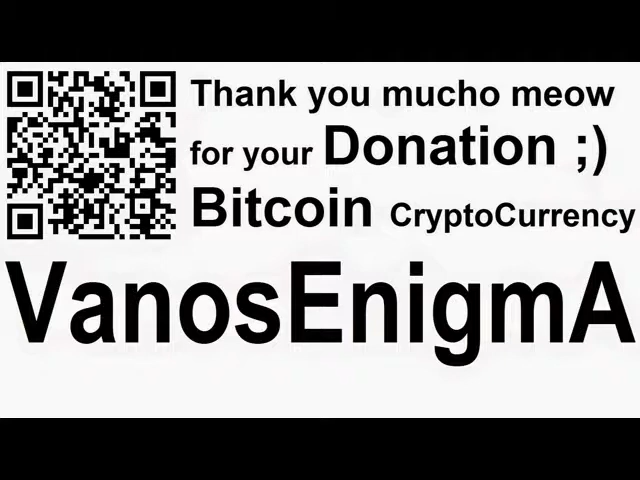 Thank you mucho meow
for your Donation ;)
Bitcoin CryptoCurrency
VanosEnigmA